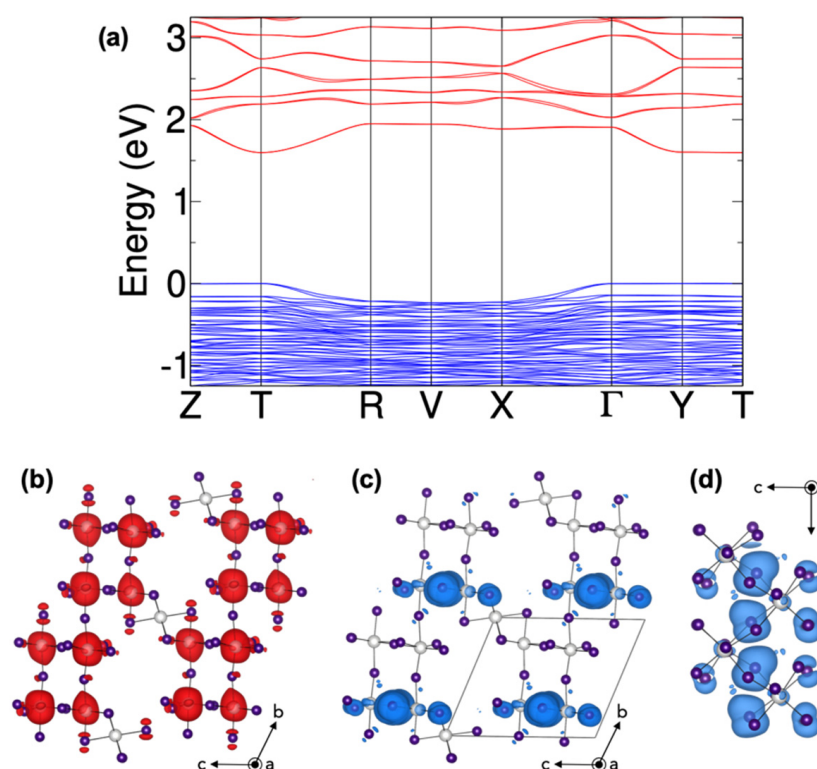 (a)
Energy (eV)
3
2
1
0
-1
Z T R V X Γ Y T
(b)
(c)
(d)
c
b
c a
b
c a